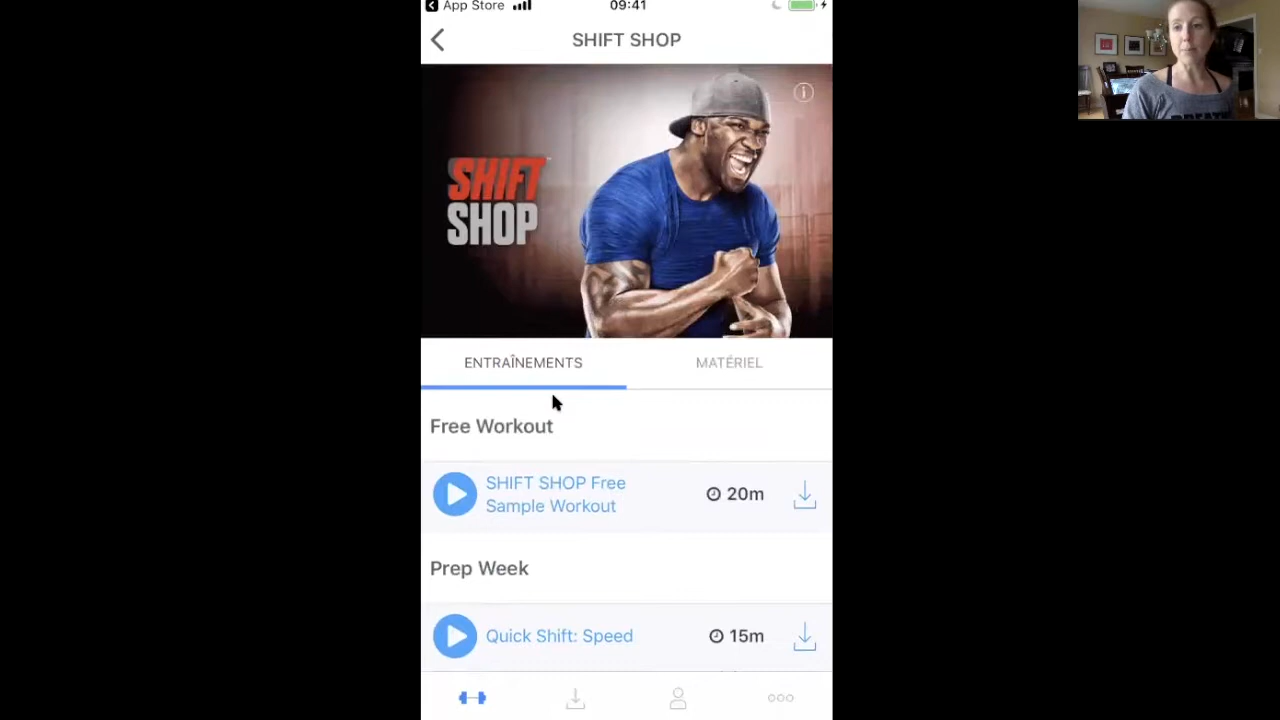 App Store
09:41
SHIFT SHOP
SHIFT
SHOP
ENTRAÎNEMENTS
MATÉRIEL
Free Workout
SHIFT SHOP Free
Sample Workout
20m
Prep Week
Quick Shift: Speed
15m